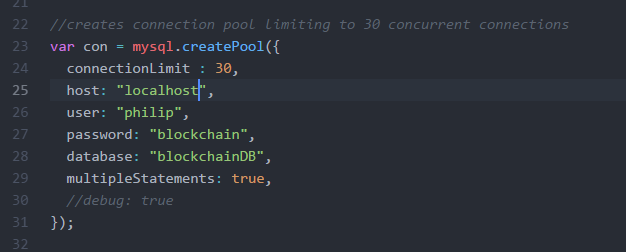 21
22 //creates connection pool limiting to 30 concurrent connections
23 var con = mysql.createPool({
24   connectionLimit : 30,
25   host: "localhost",
26   user: "philip",
27   password: "blockchain",
28   database: "blockchainDB",
29   multipleStatements: true,
30   //debug: true
31 });
32